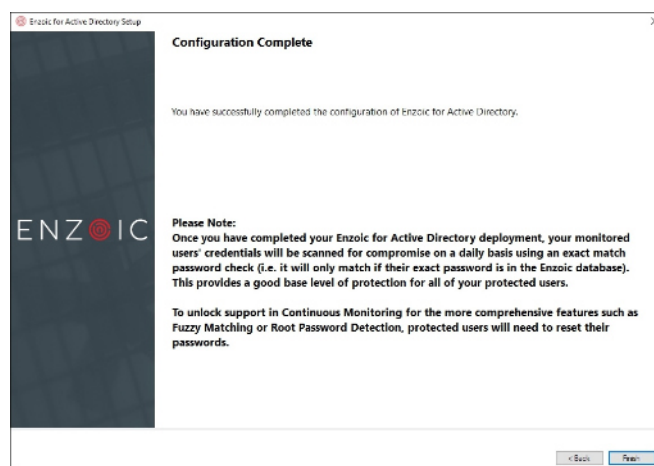 Enzoic for Active Directory Setup
Configuration Complete
You have successfully completed the configuration of Enzoic for Active Directory.
ENZOIC
Please Note:
Once you have completed your Enzoic for Active Directory deployment, your monitored
users' credentials will be scanned for compromise on a daily basis using an exact match
password check (i.e. it will only match if their exact password is in the Enzoic database).
This provides a good base level of protection for all of your protected users.
To unlock support in Continuous Monitoring for the more comprehensive features such as
Fuzzy Matching or Root Password Detection, protected users will need to reset their
passwords.
< Back Finish